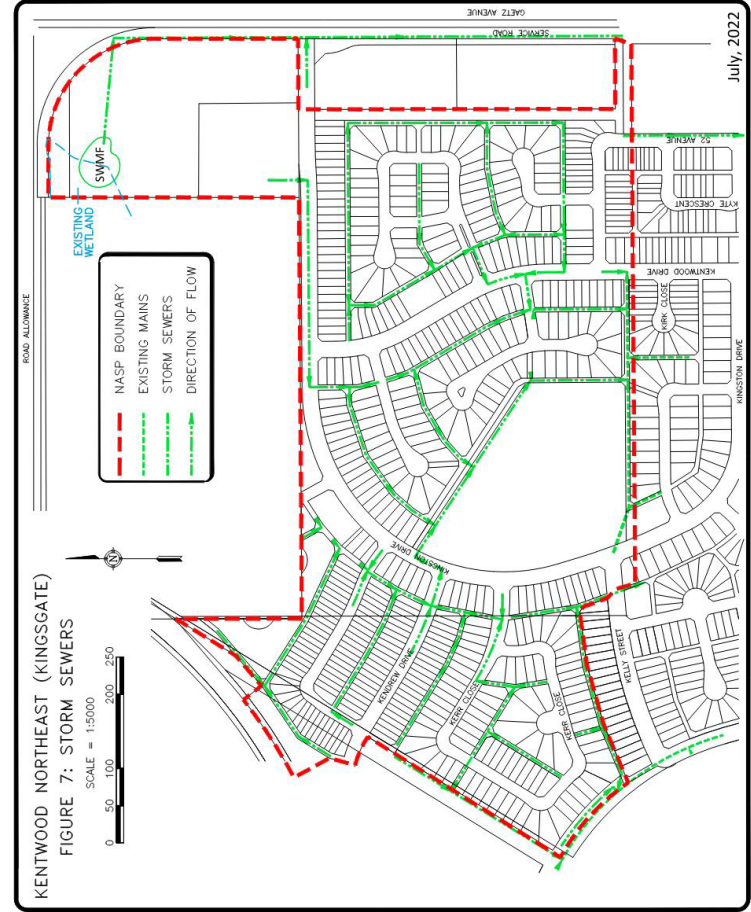 KENTWOOD NORTHEAST (KINGSGATE)
FIGURE 7: STORM SEWERS
SCALE = 1:5000
0 50 100 200 250
N
ROAD ALLOWANCE
EXISTING
WETLAND
SWMF
GAETZ AVENUE
SERVICE ROAD
NASP BOUNDARY
EXISTING MAINS
STORM SEWERS
DIRECTION OF FLOW
KINGSTON DRIVE
KENDREW DRIVE
KERR CLOSE
KERR CLOSE
KELLY STREET
52 AVENUE
KYTE CRESCENT
KENTWOOD DRIVE
KIRK CLOSE
KINGSTON DRIVE
July, 2022